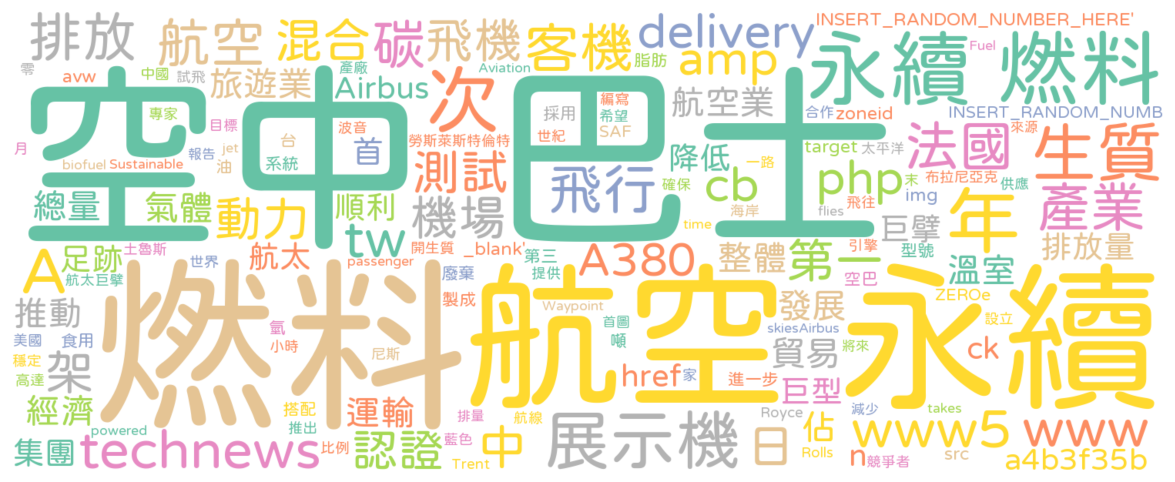 排放 航空 混合 碳 飛機 客機 delivery INSERT_RANDOM_NUMBER_HERE'
零 avw 中國 試飛 旅遊業 產廠 Airbus 次 Aviation 脂肪 amp 永續 燃料 Fuel
空中巴士
專家 目標 台 波音 首 採用 編寫 希望 航空業 合作 zoneid INSERT_RANDOM_NUMB
月 biofuel Sustainable 報告 jet 油 系統 勞斯萊斯特倫特 世紀 SAF target 太平洋 法國 來源 生質
測試 飛行 降低 一路 確保 cb php 末 布拉尼亞克 供應
總量 氣體 動力 順利 機場 海岸 flies img 飛往 巨擘 年 產業
足跡 土魯斯 tw 開生質 _blank' 第三 time 整體 第一 引擎 型號 溫室 排放量
A 航太巨擘 世界 航太 passenger 廢棄 提供 A380 空巴
燃料 航空 永續
推動 製成 Waypoint 發展 ZEROe
美國 食用 氫 小時 首圖 噸 skiesAirbus 貿易 設立
穩定 高達 架 尼斯 href 家 進一步 巨型 將來 ck
經濟 搭配 推出 運輸 排量 航線 展示機 Royce 佔 減少 takes www5 www
集團 powered technews 比例 認證 藍色 Trent 中 日 Rolls n 競爭者 src a4b3f35b